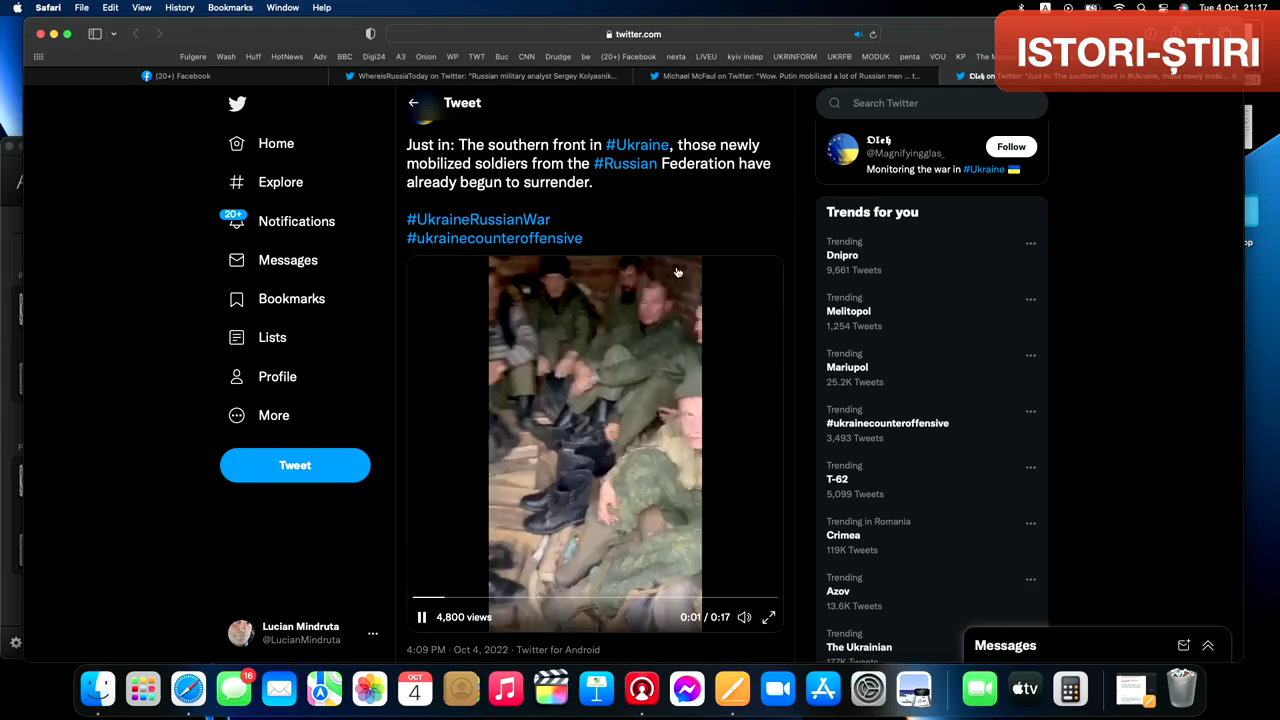 Safari File Edit View History Bookmarks Window Help
Tue 4 Oct 21:17
twitter.com
ISTORI-ȘTIRI
Fulgere Wash Huff HotNews Adv BBC Digi24 A3 Onion WP TWT Buc CNN Drudge be (20+) Facebook nexta LIVEU kyiv indep UKRINFORM UKRFB MODUK penta VOU KP
(20+) Facebook
WhereisRussiaToday on Twitter: "Russian military analyst Sergey Kolyasnik...
Michael McFaul on Twitter: "Wow. Putin mobilized a lot of Russian men ... t...
Home
Explore
20+
Notifications
Messages
Bookmarks
Lists
Profile
More
Tweet
Lucian Mindruta
@LucianMindruta
Tweet
Just in: The southern front in #Ukraine, those newly
mobilized soldiers from the #Russian Federation have
already begun to surrender.
#UkraineRussianWar
#ukrainecounteroffensive
4,800 views
0:01 / 0:17
4:09 PM · Oct 4, 2022 · Twitter for Android
Search Twitter
@Magnifyingglas_
Follow
Monitoring the war in #Ukraine
Trends for you
Trending
Dnipro
9,661 Tweets
Trending
Melitopol
1,254 Tweets
Trending
Mariupol
25.2K Tweets
Trending
#ukrainecounteroffensive
3,493 Tweets
Trending
T-62
5,099 Tweets
Trending in Romania
Crimea
119K Tweets
Trending
Azov
13.6K Tweets
Trending
The Ukrainian
177K Tweets
Messages
16
OCT
4
tv